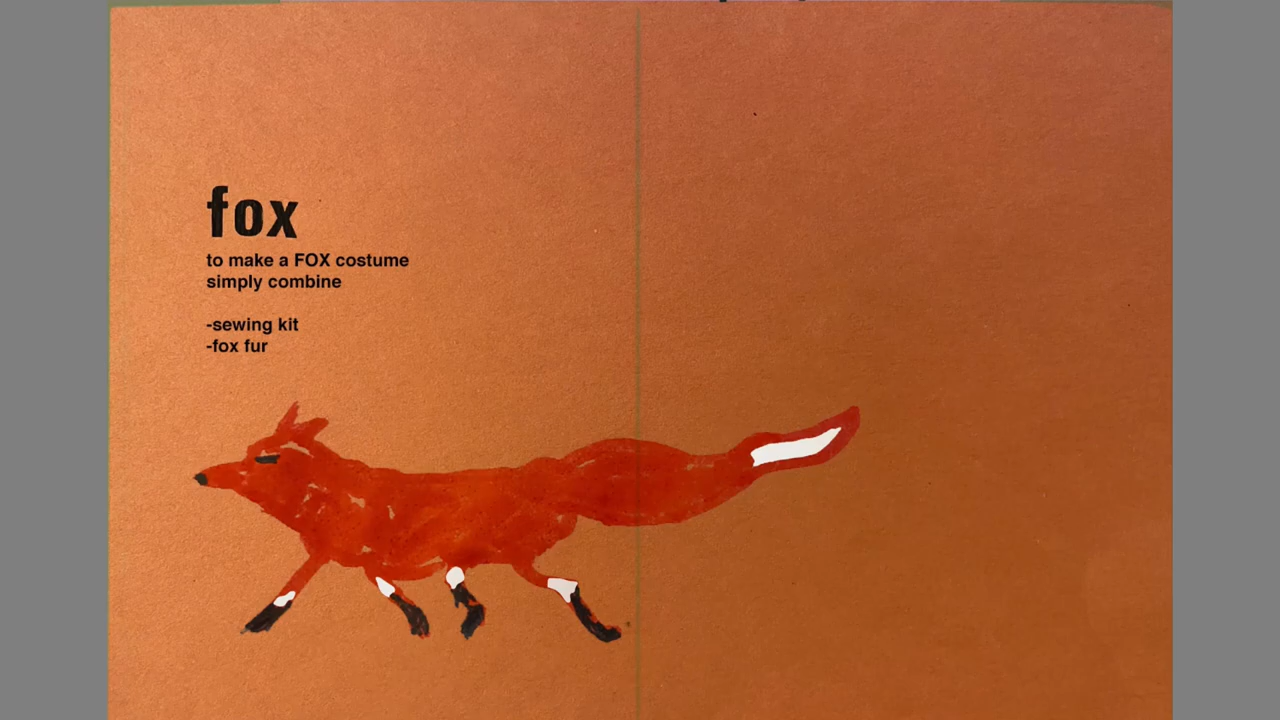 fox
to make a FOX costume
simply combine
-sewing kit
-fox fur